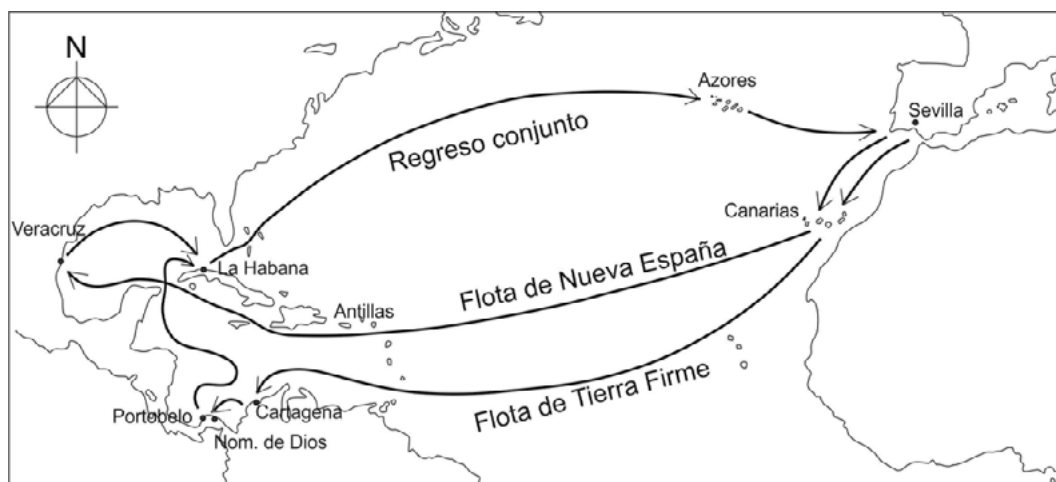 N
Azores
Sevilla
Regreso conjunto
Canarias
Veracruz
La Habana
Flota de Nueva España
Antillas
Flota de Tierra Firme
Portobelo
Cartagena
Nom. de Dios